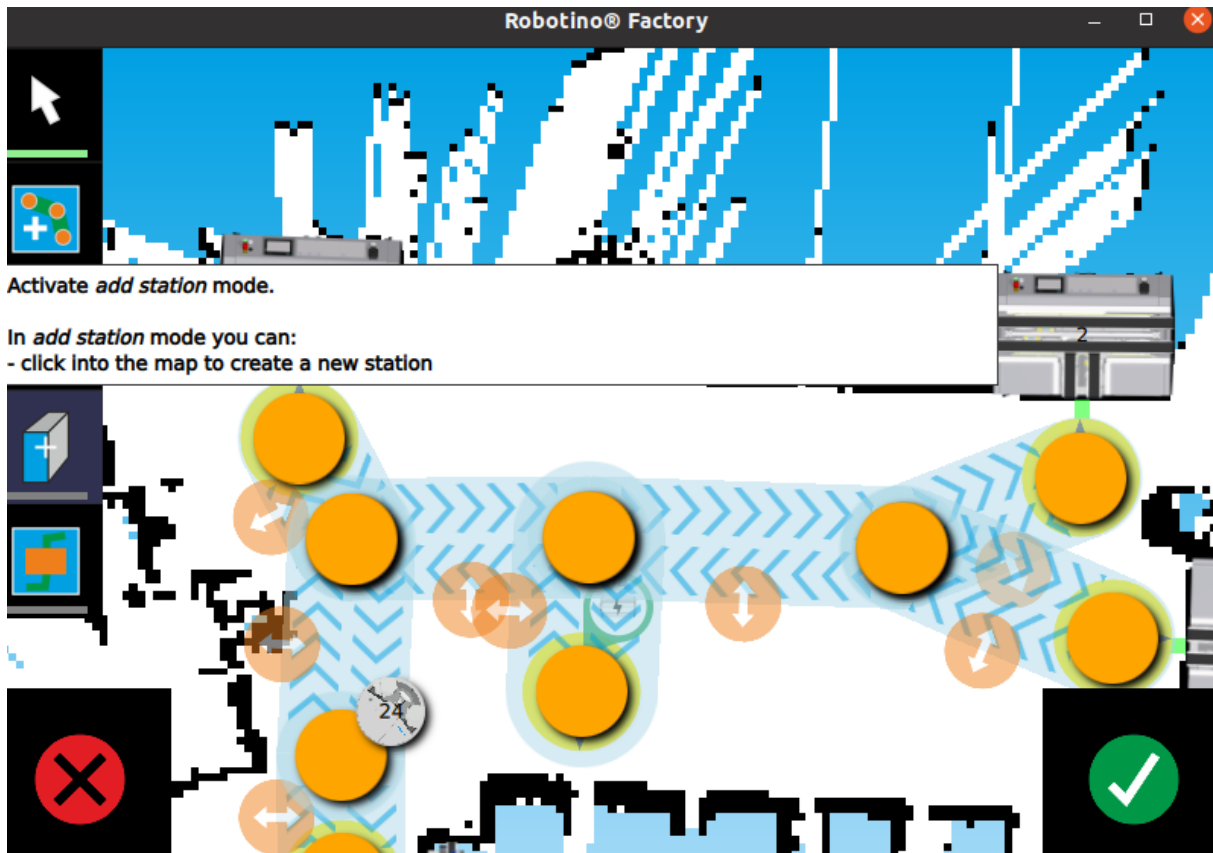 Robotino® Factory
Activate add station mode.
In add station mode you can:
- click into the map to create a new station
2
24